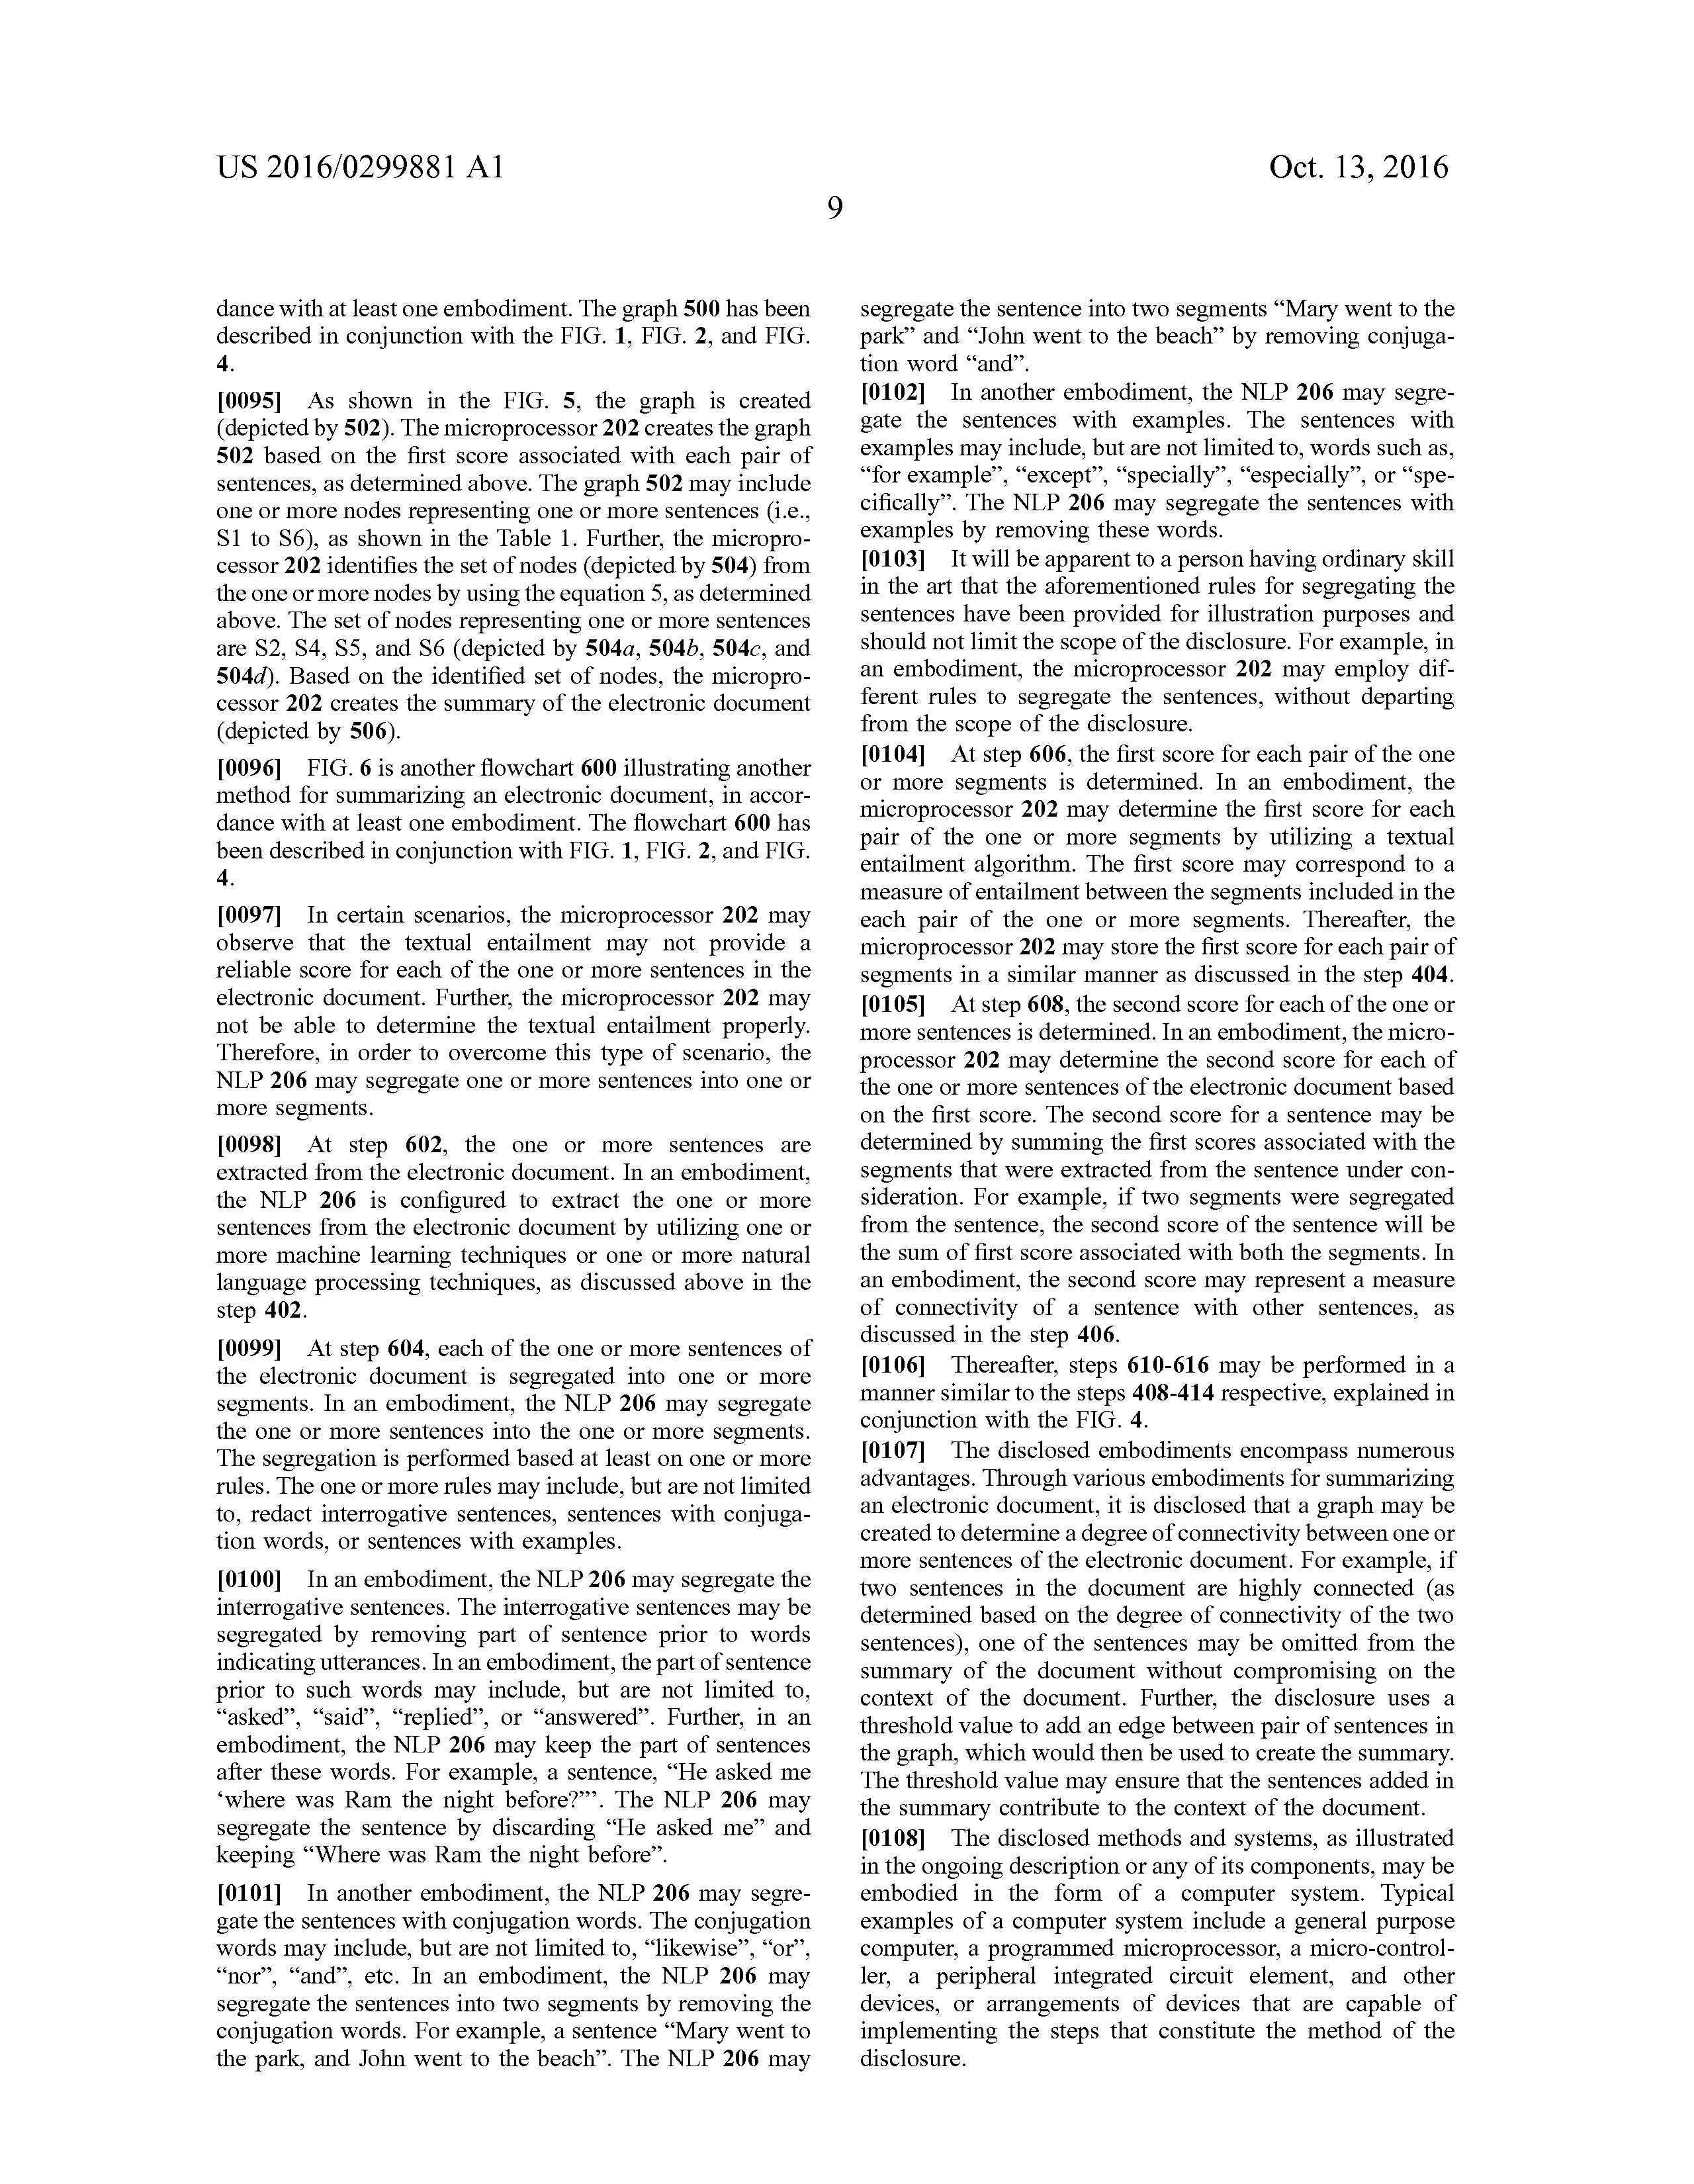 US 2016/0299881 A1
Oct. 13, 2016
9
dance with at least one embodiment. The graph 500 has been
described in conjunction with the FIG. 1, FIG. 2, and FIG.
4.
[0095] As shown in the FIG. 5, the graph is created
(depicted by 502). The microprocessor 202 creates the graph
502 based on the first score associated with each pair of
sentences, as determined above. The graph 502 may include
one or more nodes representing one or more sentences (i.e.,
S1 to S6), as shown in the Table 1. Further, the micropro-
cessor 202 identifies the set of nodes (depicted by 504) from
the one or more nodes by using the equation 5, as determined
above. The set of nodes representing one or more sentences
are S2, S4, S5, and S6 (depicted by 504a, 504b, 504c, and
504d). Based on the identified set of nodes, the micropro-
cessor 202 creates the summary of the electronic document
(depicted by 506).
[0096] FIG. 6 is another flowchart 600 illustrating another
method for summarizing an electronic document, in accor-
dance with at least one embodiment. The flowchart 600 has
been described in conjunction with FIG. 1, FIG. 2, and FIG.
4.
[0097] In certain scenarios, the microprocessor 202 may
observe that the textual entailment may not provide a
reliable score for each of the one or more sentences in the
electronic document. Further, the microprocessor 202 may
not be able to determine the textual entailment properly.
Therefore, in order to overcome this type of scenario, the
NLP 206 may segregate one or more sentences into one or
more segments.
[0098] At step 602, the one or more sentences are
extracted from the electronic document. In an embodiment,
the NLP 206 is configured to extract the one or more
sentences from the electronic document by utilizing one or
more machine learning techniques or one or more natural
language processing techniques, as discussed above in the
step 402.
[0099] At step 604, each of the one or more sentences of
the electronic document is segregated into one or more
segments. In an embodiment, the NLP 206 may segregate
the one or more sentences into the one or more segments.
The segregation is performed based at least on one or more
rules. The one or more rules may include, but are not limited
to, redact interrogative sentences, sentences with conjuga-
tion words, or sentences with examples.
[0100] In an embodiment, the NLP 206 may segregate the
interrogative sentences. The interrogative sentences may be
segregated by removing part of sentence prior to words
indicating utterances. In an embodiment, the part of sentence
prior to such words may include, but are not limited to,
“asked”, “said”, “replied”, or “answered”. Further, in an
embodiment, the NLP 206 may keep the part of sentences
after these words. For example, a sentence, “He asked me
‘where was Ram the night before?’”. The NLP 206 may
segregate the sentence by discarding “He asked me” and
keeping “Where was Ram the night before”.
[0101] In another embodiment, the NLP 206 may segre-
gate the sentences with conjugation words. The conjugation
words may include, but are not limited to, “likewise”, “or”,
“nor”, “and”, etc. In an embodiment, the NLP 206 may
segregate the sentences into two segments by removing the
conjugation words. For example, a sentence “Mary went to
the park, and John went to the beach”. The NLP 206 may
segregate the sentence into two segments “Mary went to the
park” and “John went to the beach” by removing conjuga-
tion word “and”.
[0102] In another embodiment, the NLP 206 may segre-
gate the sentences with examples. The sentences with
examples may include, but are not limited to, words such as,
“for example”, “except”, “specially”, “especially”, or “spe-
cifically”. The NLP 206 may segregate the sentences with
examples by removing these words.
[0103] It will be apparent to a person having ordinary skill
in the art that the aforementioned rules for segregating the
sentences have been provided for illustration purposes and
should not limit the scope of the disclosure. For example, in
an embodiment, the microprocessor 202 may employ dif-
ferent rules to segregate the sentences, without departing
from the scope of the disclosure.
[0104] At step 606, the first score for each pair of the one
or more segments is determined. In an embodiment, the
microprocessor 202 may determine the first score for each
pair of the one or more segments by utilizing a textual
entailment algorithm. The first score may correspond to a
measure of entailment between the segments included in the
each pair of the one or more segments. Thereafter, the
microprocessor 202 may store the first score for each pair of
segments in a similar manner as discussed in the step 404.
[0105] At step 608, the second score for each of the one or
more sentences is determined. In an embodiment, the micro-
processor 202 may determine the second score for each of
the one or more sentences of the electronic document based
on the first score. The second score for a sentence may be
determined by summing the first scores associated with the
segments that were extracted from the sentence under con-
sideration. For example, if two segments were segregated
from the sentence, the second score of the sentence will be
the sum of first score associated with both the segments. In
an embodiment, the second score may represent a measure
of connectivity of a sentence with other sentences, as
discussed in the step 406.
[0106] Thereafter, steps 610-616 may be performed in a
manner similar to the steps 408-414 respective, explained in
conjunction with the FIG. 4.
[0107] The disclosed embodiments encompass numerous
advantages. Through various embodiments for summarizing
an electronic document, it is disclosed that a graph may be
created to determine a degree of connectivity between one or
more sentences of the electronic document. For example, if
two sentences in the document are highly connected (as
determined based on the degree of connectivity of the two
sentences), one of the sentences may be omitted from the
summary of the document without compromising on the
context of the document. Further, the disclosure uses a
threshold value to add an edge between pair of sentences in
the graph, which would then be used to create the summary.
The threshold value may ensure that the sentences added in
the summary contribute to the context of the document.
[0108] The disclosed methods and systems, as illustrated
in the ongoing description or any of its components, may be
embodied in the form of a computer system. Typical
examples of a computer system include a general purpose
computer, a programmed microprocessor, a micro-control-
ler, a peripheral integrated circuit element, and other
devices, or arrangements of devices that are capable of
implementing the steps that constitute the method of the
disclosure.